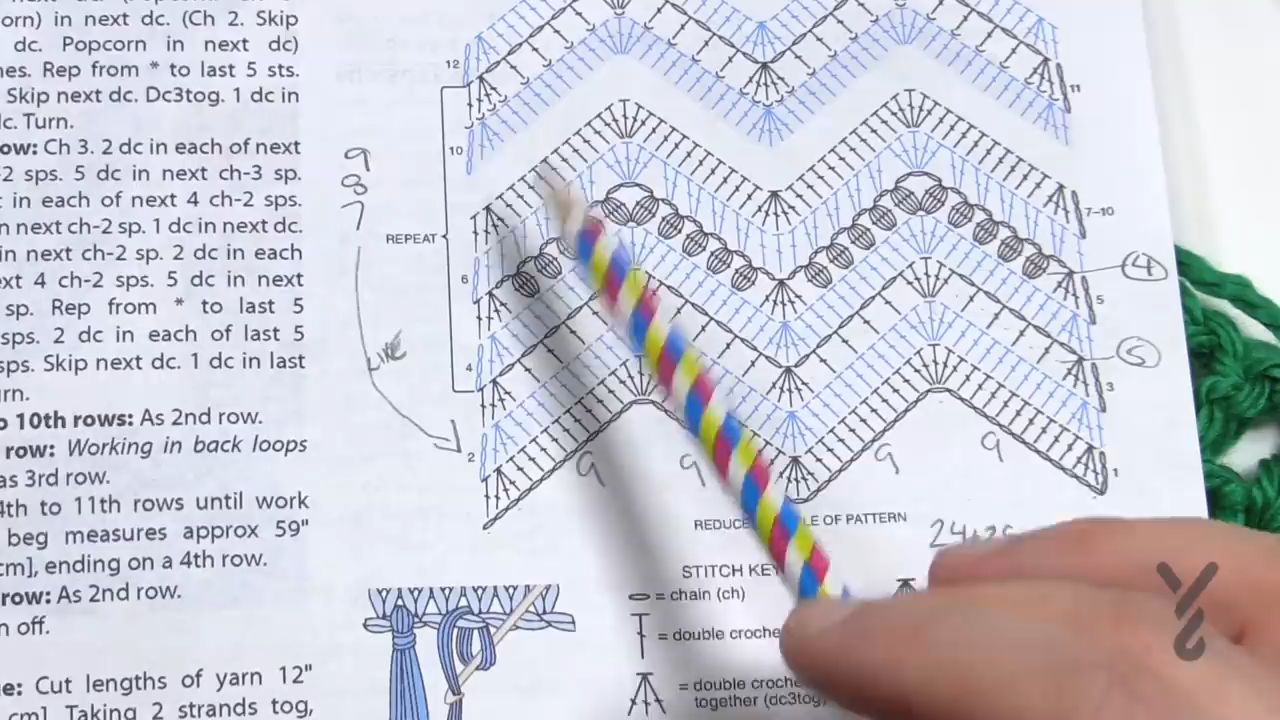 orn) in next dc. (Ch 2. Skip
dc. Popcorn in next dc)
nes. Rep from * to last 5 sts.
Skip next dc. Dc3tog. 1 dc in
lc. Turn.
ow: Ch 3. 2 dc in each of next
-2 sps. 5 dc in next ch-3 sp.
in each of next 4 ch-2 sps.
n next ch-2 sp. 1 dc in next dc.
in next ch-2 sp. 2 dc in each
ext 4 ch-2 sps. 5 dc in next
sp. Rep from * to last 5
sps. 2 dc in each of last 5
sps. Skip next dc. 1 dc in last
urn.
o 10th rows: As 2nd row.
row: Working in back loops
as 3rd row.
4th to 11th rows until work
beg measures approx 59"
cm], ending on a 4th row.
row: As 2nd row.
n off.
e: Cut lengths of yarn 12"
cm]. Taking 2 strands tog,
9
8
7
LIKE
REPEAT
12
10
6
4
2
11
7-10
5
3
1
4
5
9
9
9
9
REDUCE LE OF PATTERN
STITCH KEY
= chain (ch)
= double croche
= double croche
together (dc3tog)